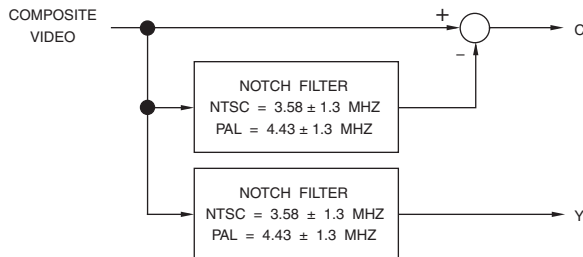 COMPOSITE
VIDEO
+
−
C
NOTCH FILTER
NTSC = 3.58 ± 1.3 MHZ
PAL = 4.43 ± 1.3 MHZ
NOTCH FILTER
NTSC = 3.58 ± 1.3 MHZ
PAL = 4.43 ± 1.3 MHZ
Y